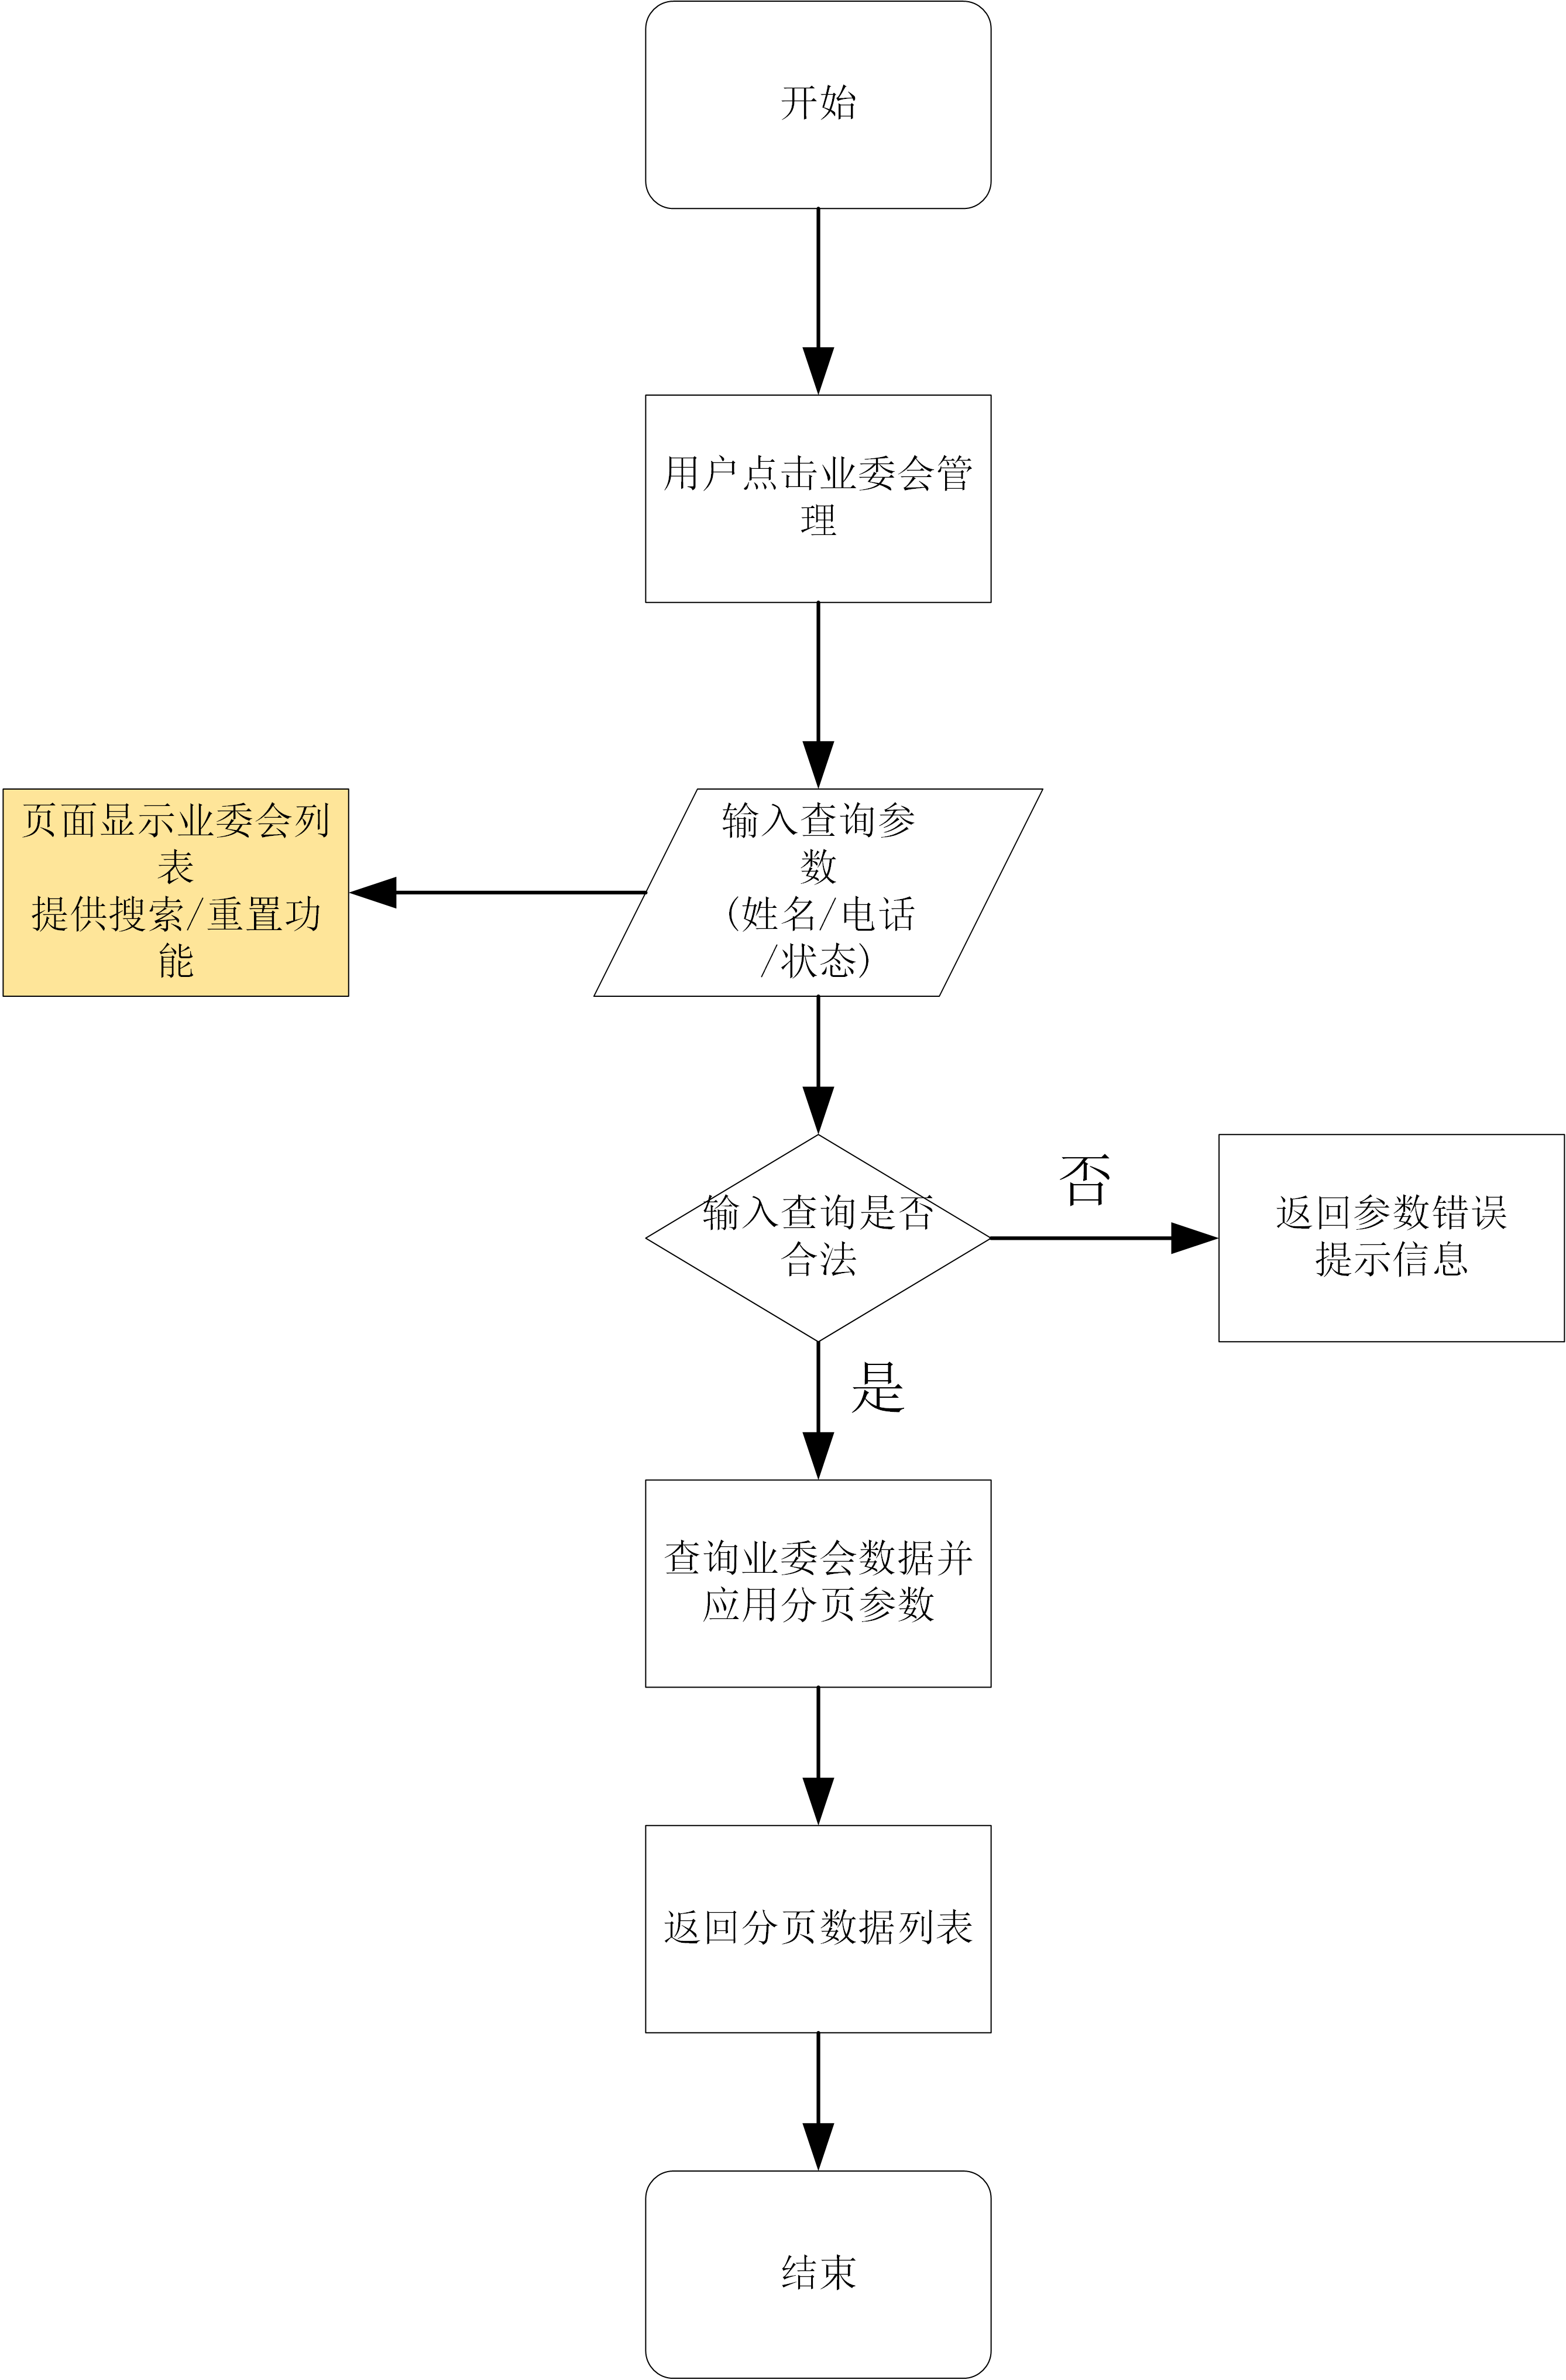 开始
用户点击业委会管
理
页面显示业委会列
表
提供搜索/重置功
能
输入查询参
数
（姓名/电话
/状态）
输入查询是否
合法
否
返回参数错误
提示信息
是
查询业委会数据并
应用分页参数
返回分页数据列表
结束